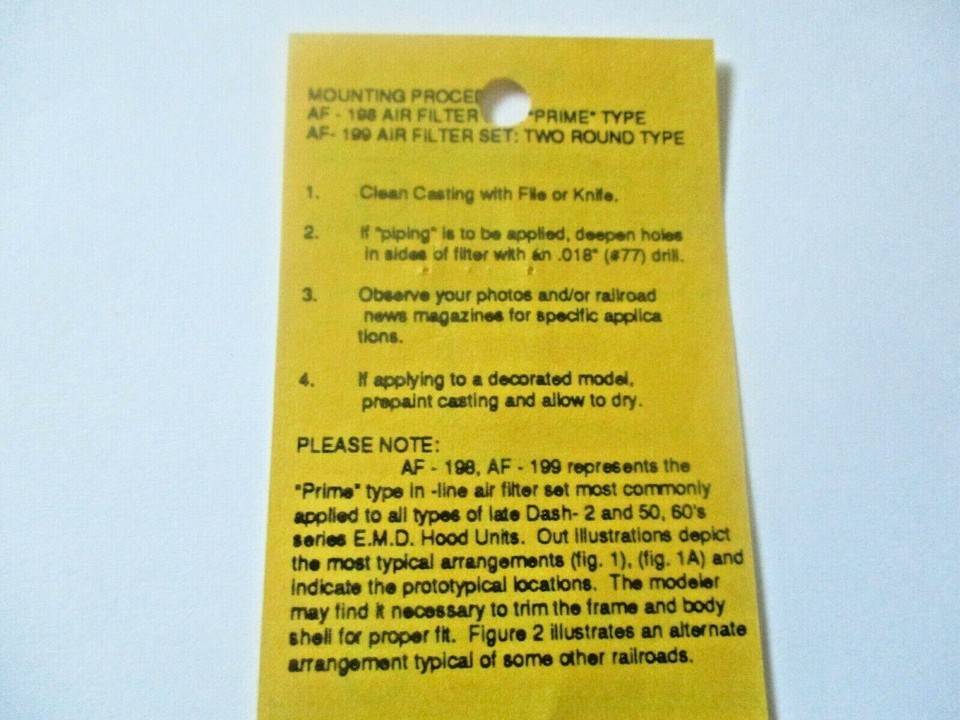 MOUNTING PROCE
AF - 198 AIR FILTER "PRIME" TYPE
AF- 199 AIR FILTER SET: TWO ROUND TYPE
1. Clean Casting with File or Knife.
2. If "piping" is to be applied, deepen holes
in sides of filter with an .018" (#77) drill.
3. Observe your photos and/or railroad
news magazines for specific applica
tions.
4. If applying to a decorated model,
prepaint casting and allow to dry.
PLEASE NOTE:
AF - 198, AF - 199 represents the
"Prime" type in -line air filter set most commonly
applied to all types of late Dash- 2 and 50, 60's
series E.M.D. Hood Units. Out Illustrations depict
the most typical arrangements (fig. 1), (fig. 1A) and
indicate the prototypical locations. The modeler
may find it necessary to trim the frame and body
shell for proper fit. Figure 2 illustrates an alternate
arrangement typical of some other railroads.